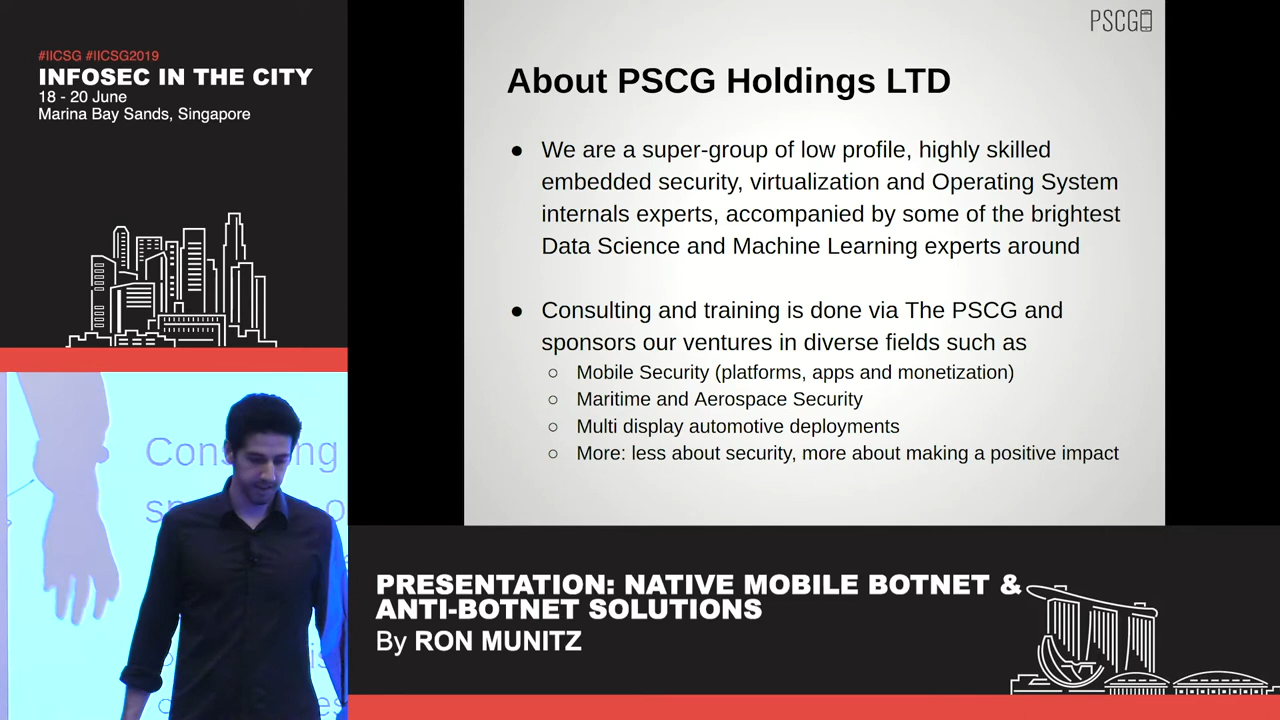 #IICSG #IICSG2019
INFOSEC IN THE CITY
18 - 20 June
Marina Bay Sands, Singapore
PSCG
About PSCG Holdings LTD
● We are a super-group of low profile, highly skilled
embedded security, virtualization and Operating System
internals experts, accompanied by some of the brightest
Data Science and Machine Learning experts around
● Consulting and training is done via The PSCG and
sponsors our ventures in diverse fields such as
○ Mobile Security (platforms, apps and monetization)
○ Maritime and Aerospace Security
○ Multi display automotive deployments
○ More: less about security, more about making a positive impact
PRESENTATION: NATIVE MOBILE BOTNET &
ANTI-BOTNET SOLUTIONS
By RON MUNITZ